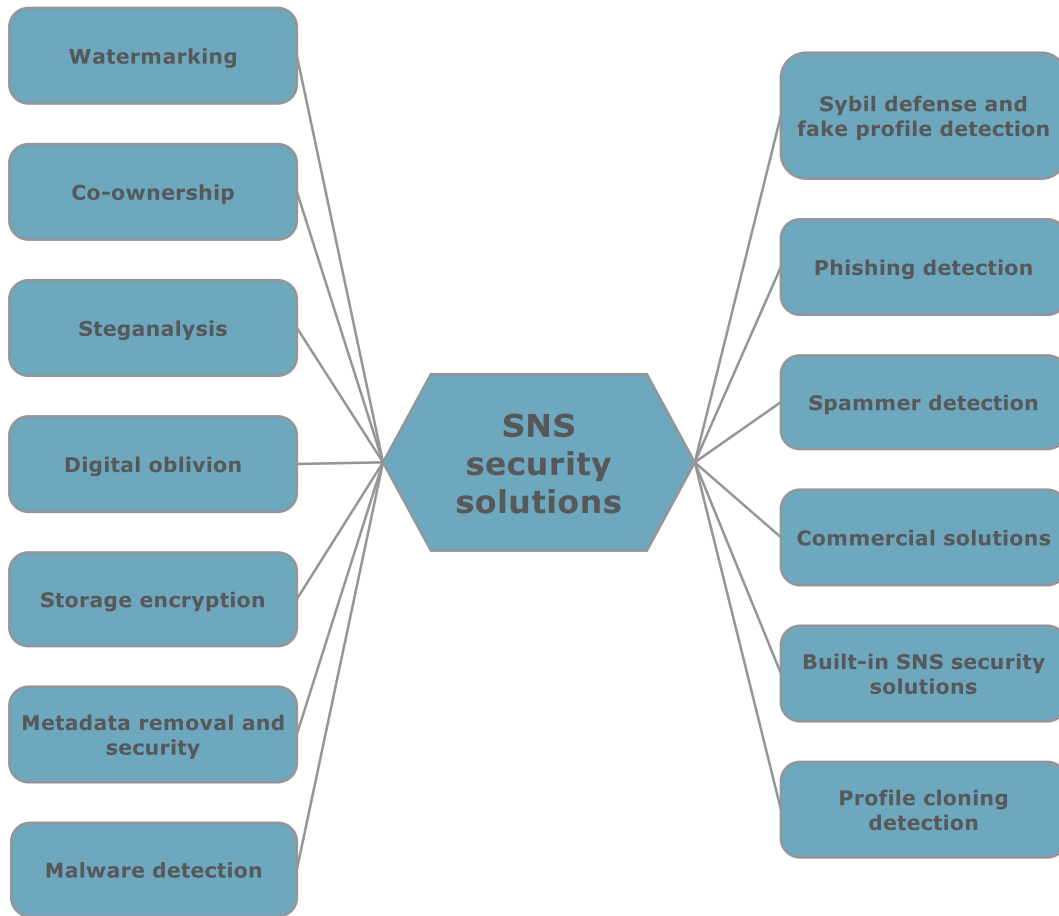 Watermarking
Co-ownership
Steganalysis
Digital oblivion
Storage encryption
Metadata removal and
security
Malware detection
SNS
security
solutions
Sybil defense and
fake profile detection
Phishing detection
Spammer detection
Commercial solutions
Built-in SNS security
solutions
Profile cloning
detection